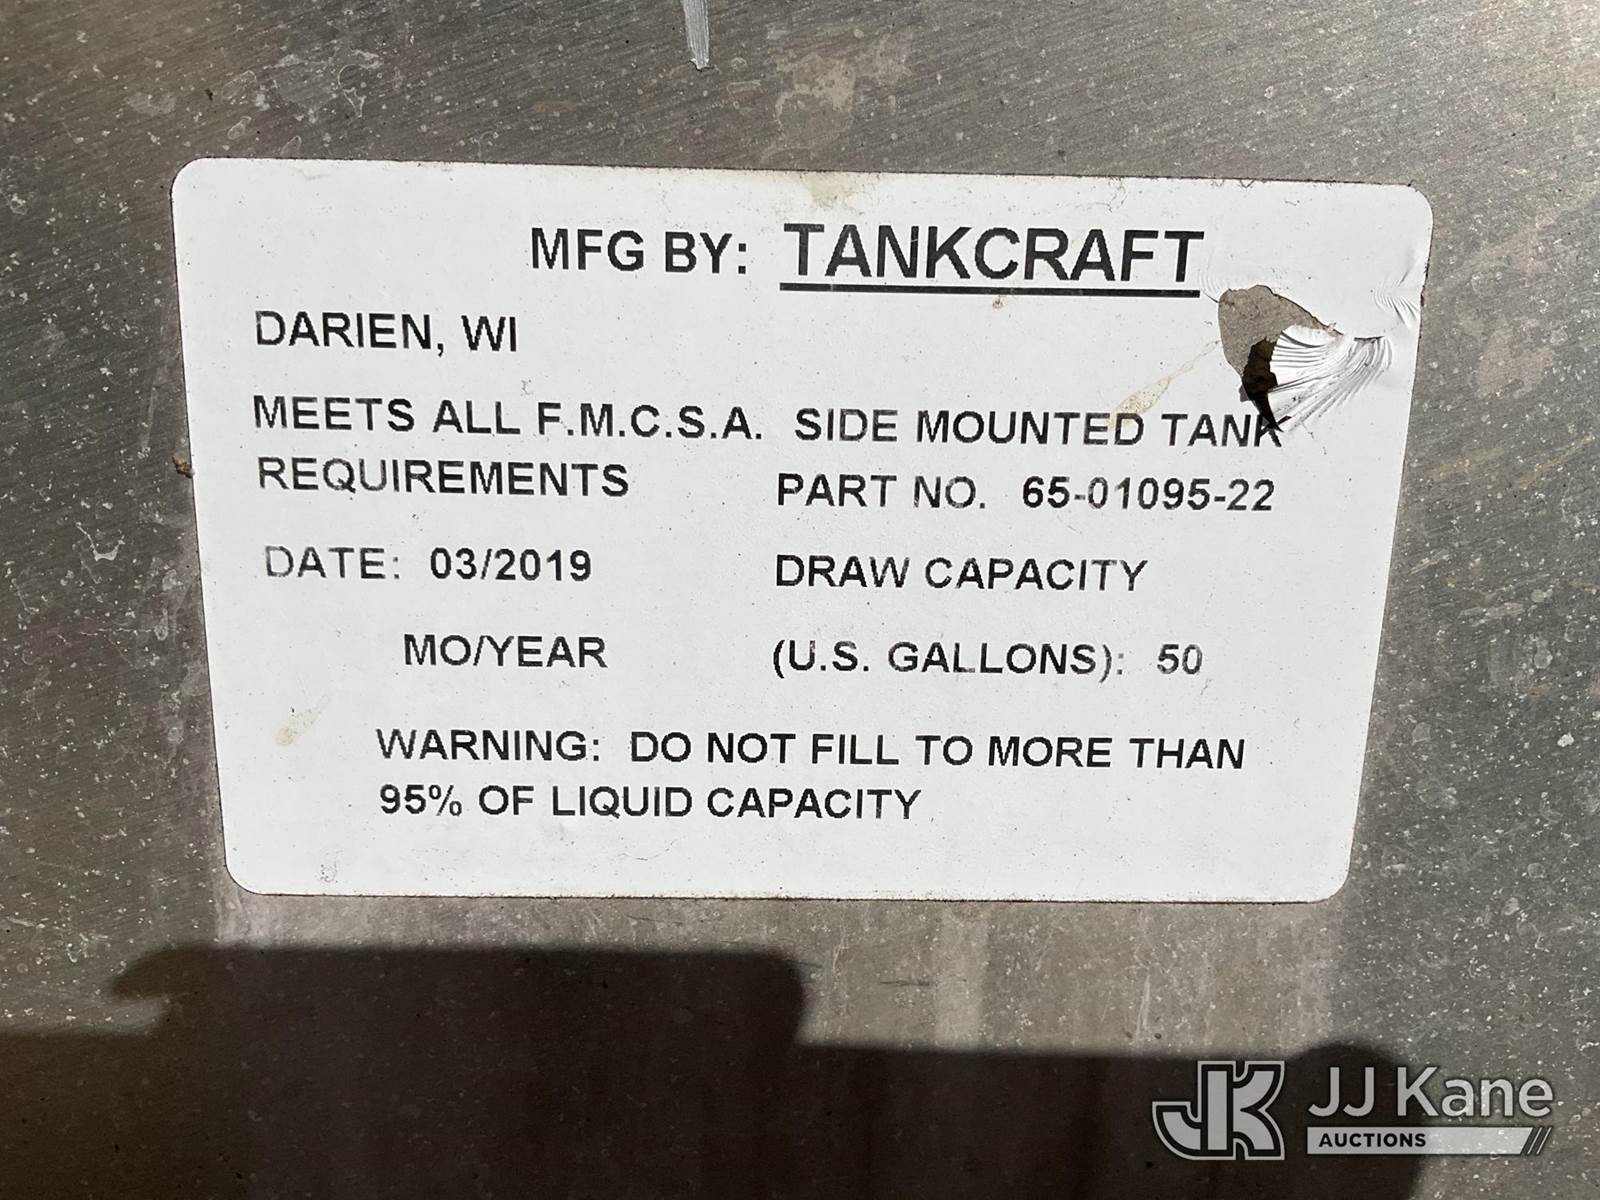 MFG BY: TANKCRAFT
DARIEN, WI
MEETS ALL F.M.C.S.A. SIDE MOUNTED TANK
REQUIREMENTS PART NO. 65-01095-22
DATE: 03/2019 DRAW CAPACITY
MO/YEAR (U.S. GALLONS): 50
WARNING: DO NOT FILL TO MORE THAN
95% OF LIQUID CAPACITY
JK JJ Kane
AUCTIONS